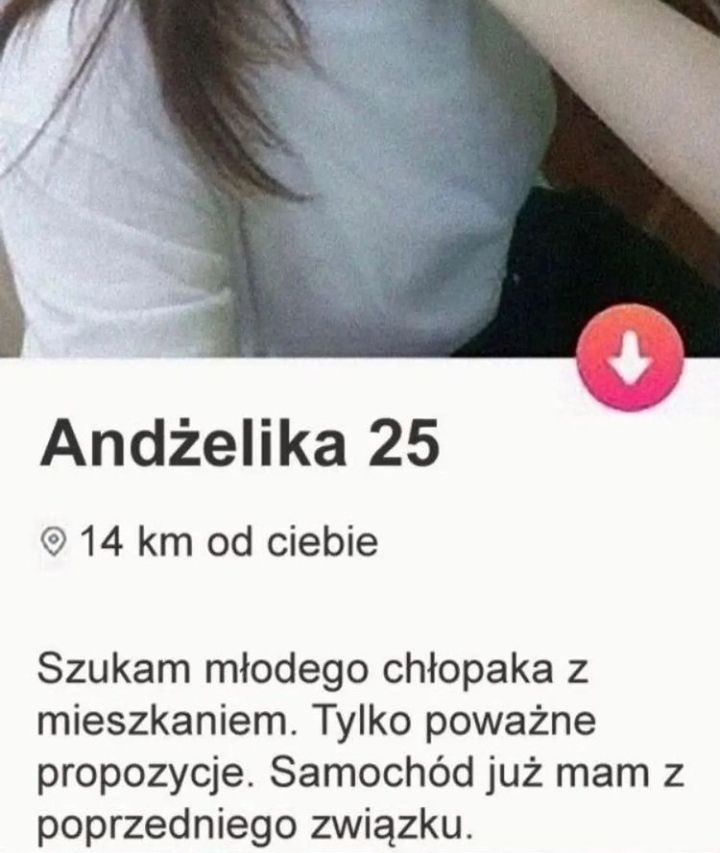 Andżelika 25
14 km od ciebie
Szukam młodego chłopaka z
mieszkaniem. Tylko poważne
propozycje. Samochód już mam z
poprzedniego związku.